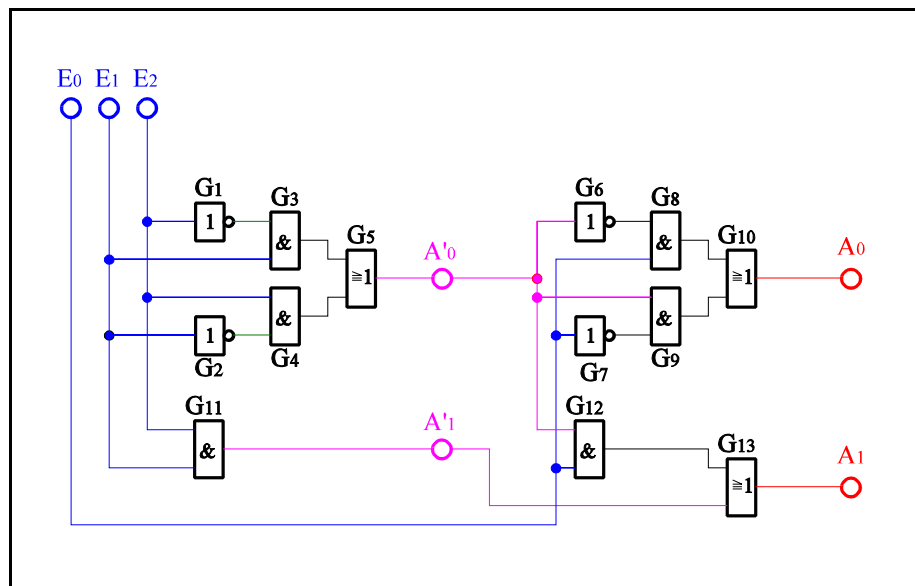 E0 E1 E2
G1 G3 G6 G8
1 & G5 1 & G10
≧1 A'0 ≧1 A0
& &
1 1
G2 G4 G7 G9
G11 A'1 G12
& & G13 A1
≧1